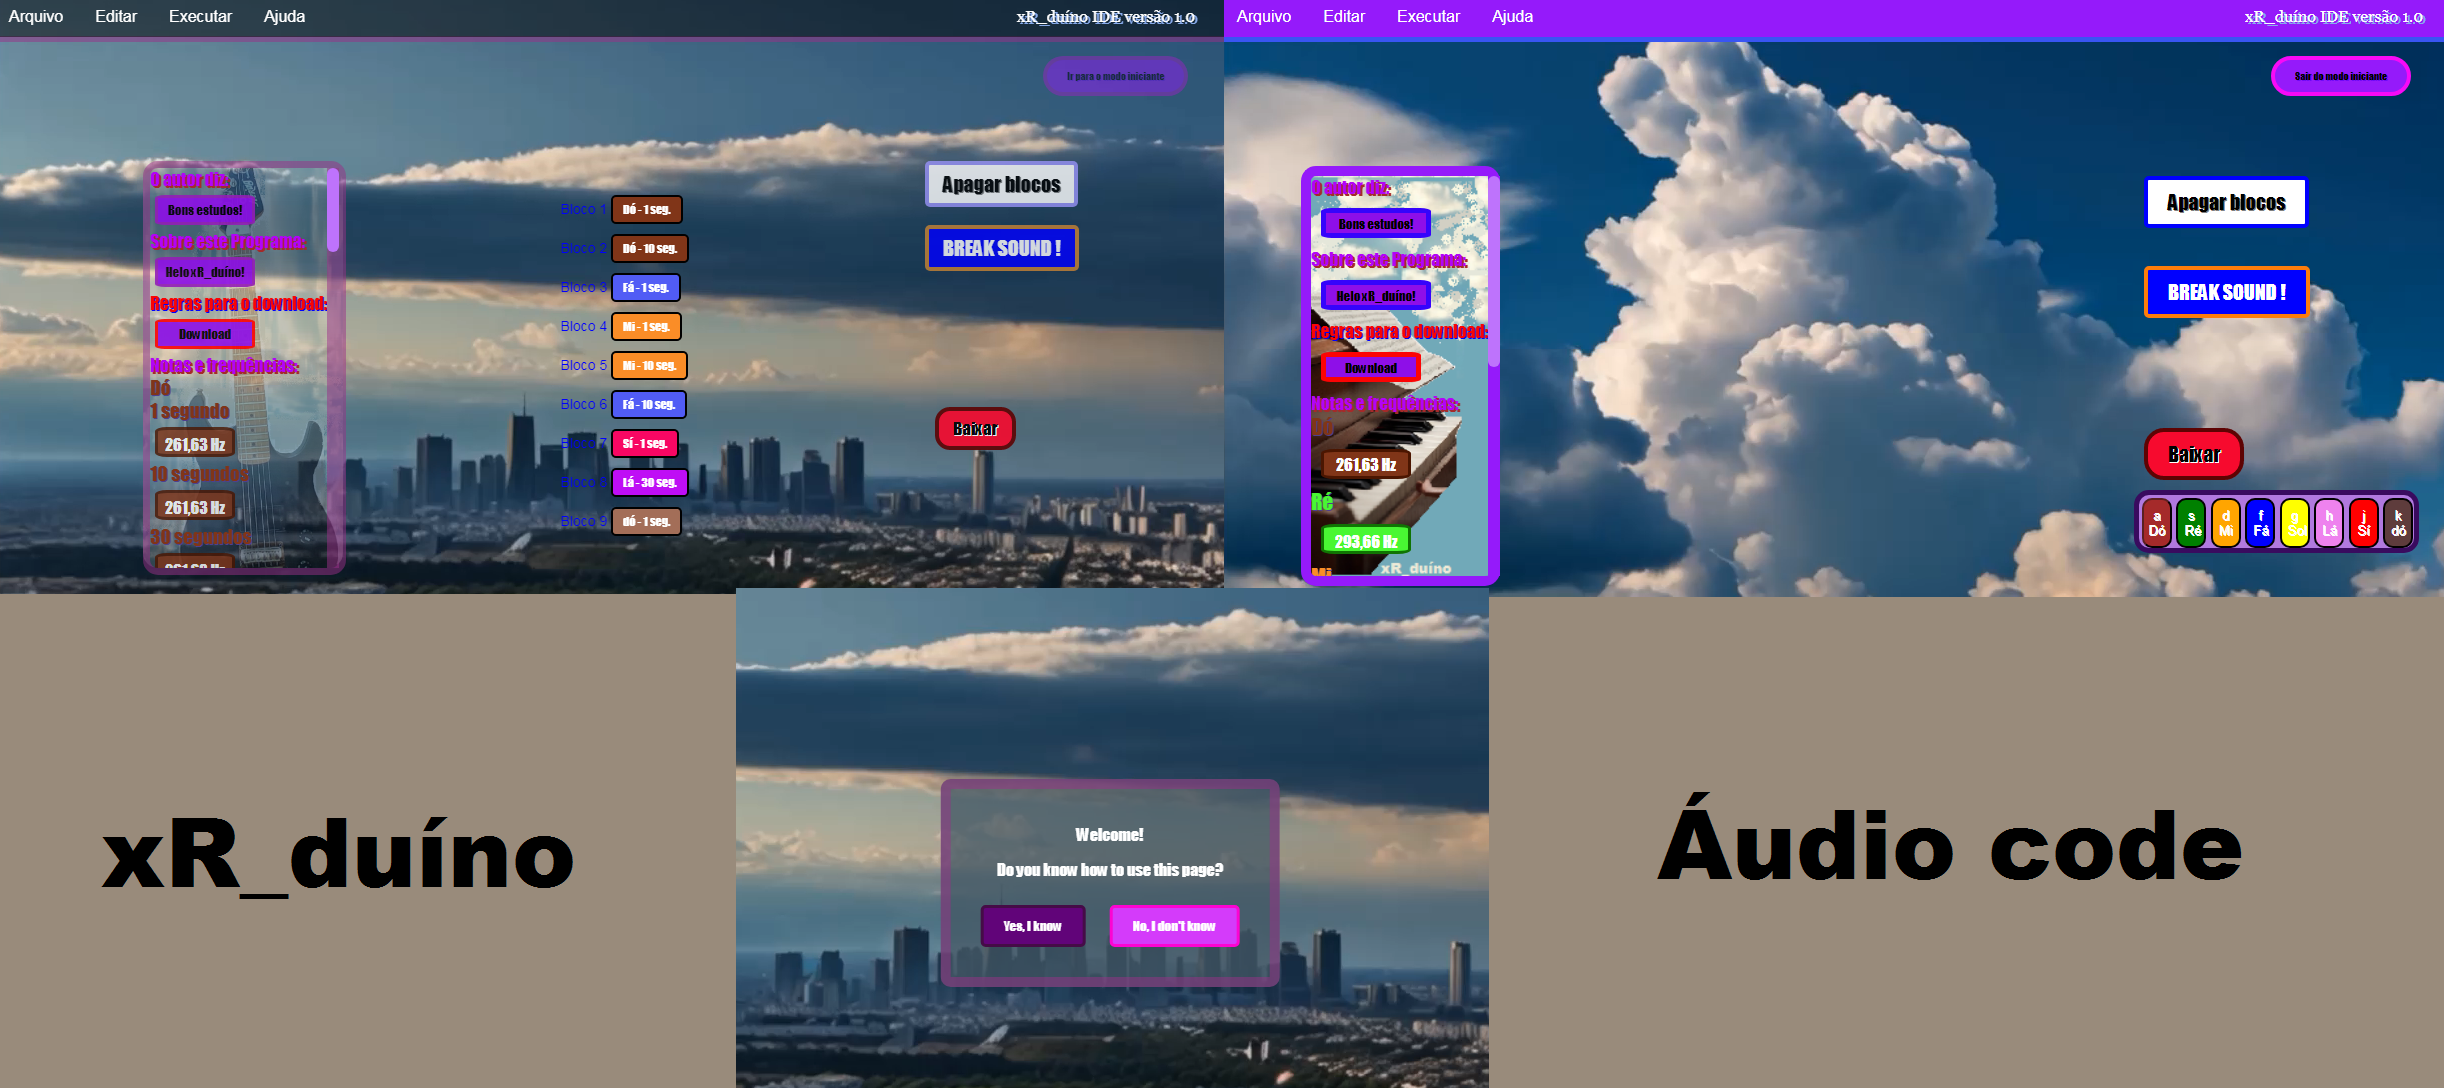 Arquivo Editar Executar Ajuda
xR_duíno IDE versão 1.0
Ir para o modo iniciante
O autor diz:
Bons estudos!
Sobre este Programa:
HeloxR_duíno!
Regras para o download:
Download
Notas e frequências:
Dó
1 segundo
261,63 Hz
10 segundos
261,63 Hz
30 segundos
261,63 Hz
Bloco 1 Dó - 1 seg.
Bloco 2 Dó - 10 seg.
Bloco 3 Fá - 1 seg.
Bloco 4 Mi - 1 seg.
Bloco 5 Mi - 10 seg.
Bloco 6 Fá - 10 seg.
Bloco 7 Sí - 1 seg.
Bloco 8 Lá - 30 seg.
Bloco 9 dó - 1 seg.
Apagar blocos
BREAK SOUND !
Baixar
Arquivo Editar Executar Ajuda
xR_duíno IDE versão 1.0
Sair do modo iniciante
O autor diz:
Bons estudos!
Sobre este Programa:
HeloxR_duíno!
Regras para o download:
Download
Notas e frequências:
Dó
261,63 Hz
Ré
293,66 Hz
Mi
xR_duíno
Apagar blocos
BREAK SOUND !
Baixar
a s d f g h j k
Dó Ré Mi Fá Sol Lá Sí dó
xR_duíno
Welcome!
Do you know how to use this page?
Yes, I know
No, I don't know
Áudio code